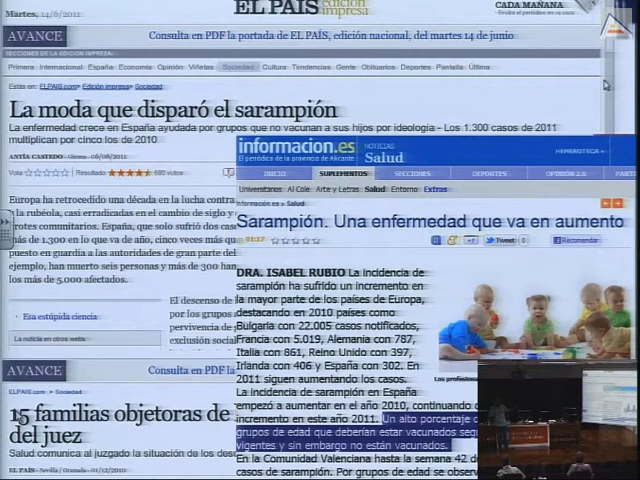 Martes, 14/6/2011
EL PAÍS edición impresa
CADA MAÑANA
AVANCE
Consulta en PDF la portada de EL PAÍS, edición nacional, del martes 14 de junio
SECCIONES DE LA EDICIÓN IMPRESA
Primera Internacional España Economía Opinión Viñetas Sociedad Cultura Tendencias Gente Obituarios Deportes Pantalla Última
Estás en: ELPAIS.com> Edición impresa> Sociedad
La moda que disparó el sarampión
La enfermedad crece en España ayudada por grupos que no vacunan a sus hijos por ideología - Los 1.300 casos de 2011
multiplican por cinco los de 2010
ANTÍA CASTEDO - Girona - 06/06/2011
Vota
Resultado
680 votos
Europa ha retrocedido una década en la lucha contra
la rubéola, casi erradicadas en el cambio de siglo y
rotes comunitarios. España, que solo sufrió dos cas
más de 1.300 en lo que va de año, cinco veces más qu
puesto en guardia a las autoridades de gran parte del
ejemplo, han muerto seis personas y más de 300 han
los más de 5.000 afectados.
Esa estúpida ciencia
La noticia en otros webs
El descenso de
por los grupos
pervivencia de
exclusión social
AVANCE
Consulta en PDF la
ELPAIS.com > Sociedad
15 familias objetoras de
del juez
Salud comunica al juzgado la situación de los des
EL PAÍS - Sevilla / Granada - 01/12/2010
informacion.es
El periódico de la provincia de Alicante
NOTICIAS
Salud
HEMEROTECA
INICIO SUPLEMENTOS SECCIONES DEPORTES OPINIÓN 2.0 PARTI
Universitarios Al Cole Arte y Letras Salud Entorno Extras
Informacion.es » Salud
Sarampión. Una enfermedad que va en aumento
01:17
+1
Tweet 0
Recomendar
DRA. ISABEL RUBIO La incidencia de
sarampión ha sufrido un incremento en
la mayor parte de los países de Europa,
destacando en 2010 países como
Bulgaria con 22.005 casos notificados,
Francia con 5.019, Alemania con 787,
Italia con 861, Reino Unido con 397,
Irlanda con 406 y España con 302. En
2011 siguen aumentando los casos.
La incidencia de sarampión en España
empezó a aumentar en el año 2010, continuando
incremento en este año 2011. Un alto porcentaje
grupos de edad que deberían estar vacunados seg
vigentes y sin embargo no están vacunados.
En la Comunidad Valenciana hasta la semana 42 d
casos de sarampión. Por grupos de edad se obser
Los profesiona